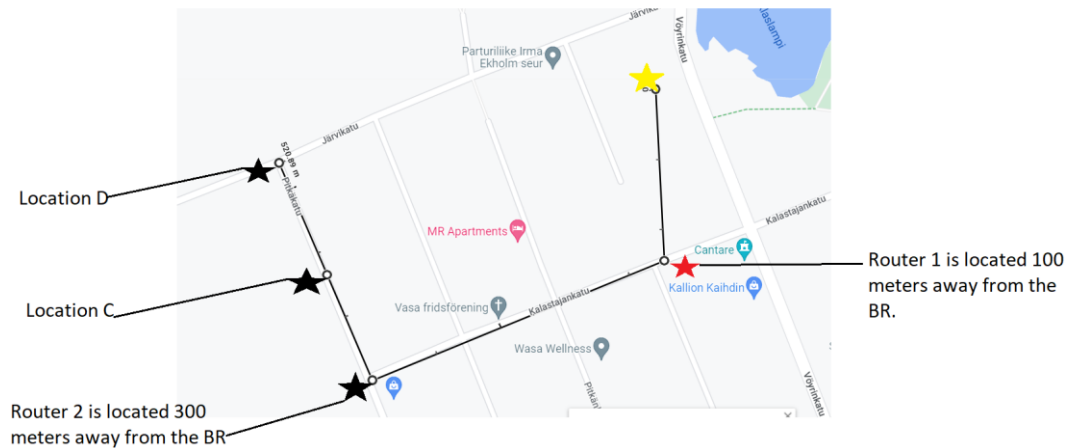 Järvikatu
Vöyrinkatu
Parturiliike Irma
Ekholm seur
Järvikatu
520.89 m
Pitkäkatu
Location D
MR Apartments
Kalastajankatu
Cantare
Router 1 is located 100
meters away from the
BR.
Kallion Kaihdin
Location C
Vasa fridsförening
Kalastajankatu
Wasa Wellness
Vöyrinkatu
Router 2 is located 300
meters away from the BR